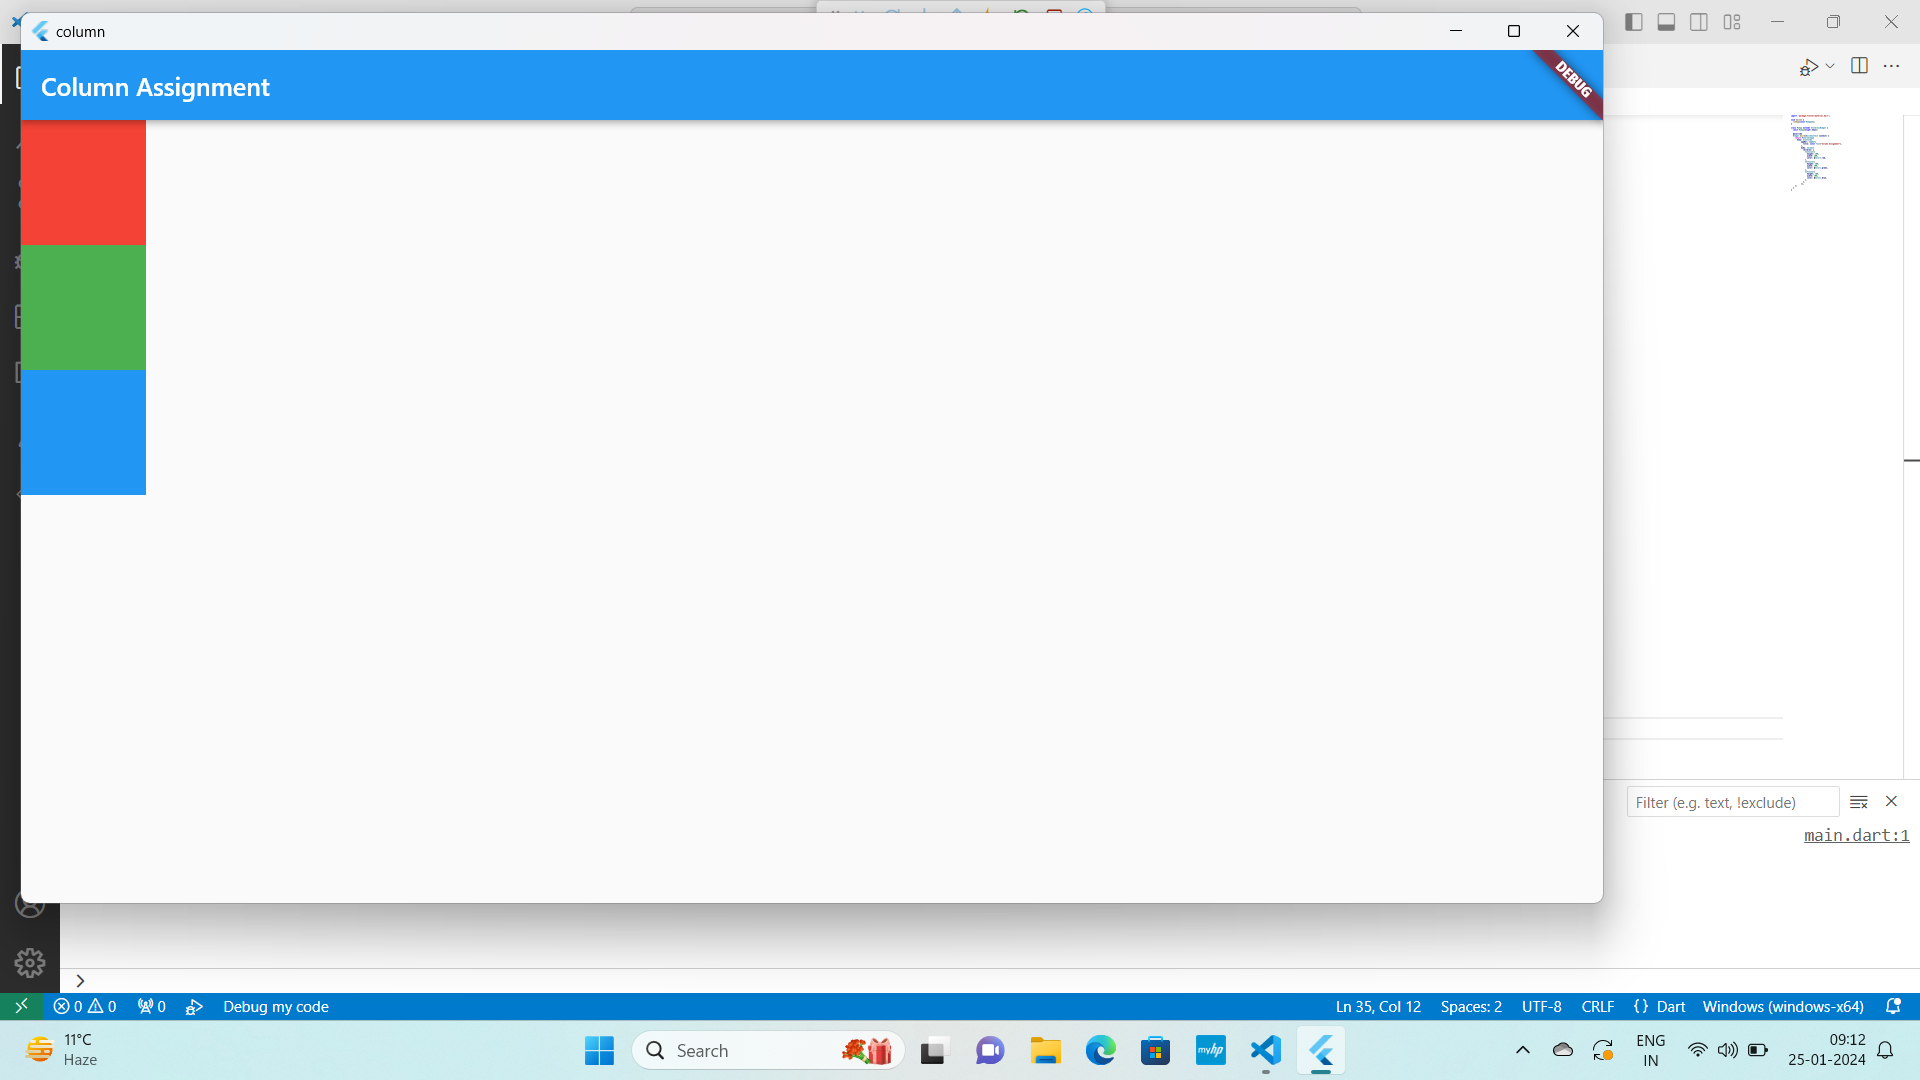 column
Column Assignment
DEBUG
Filter (e.g. text, !exclude)
main.dart:1
0 0 0 Debug my code
Ln 35, Col 12 Spaces: 2 UTF-8 CRLF {} Dart Windows (windows-x64)
11°C
Haze
Search
myhp
ENG
IN
09:12
25-01-2024